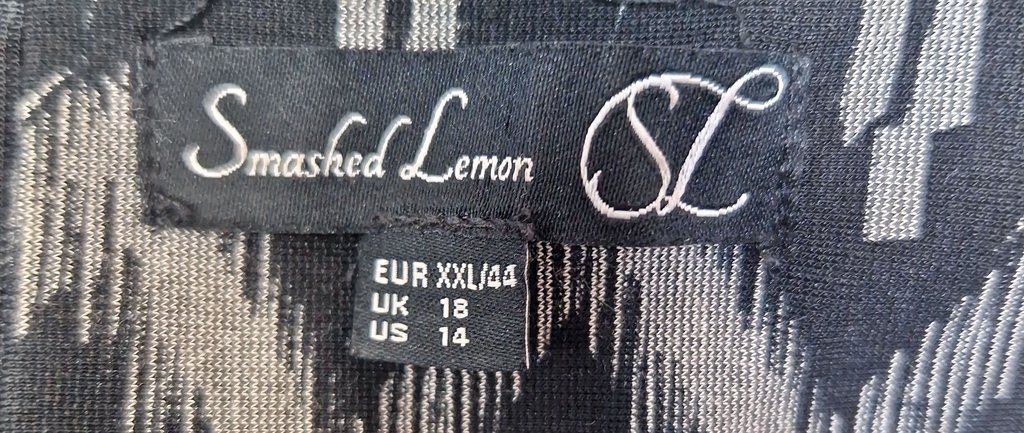 Smashed Lemon
SL
EUR XXL/44
UK 18
US 14